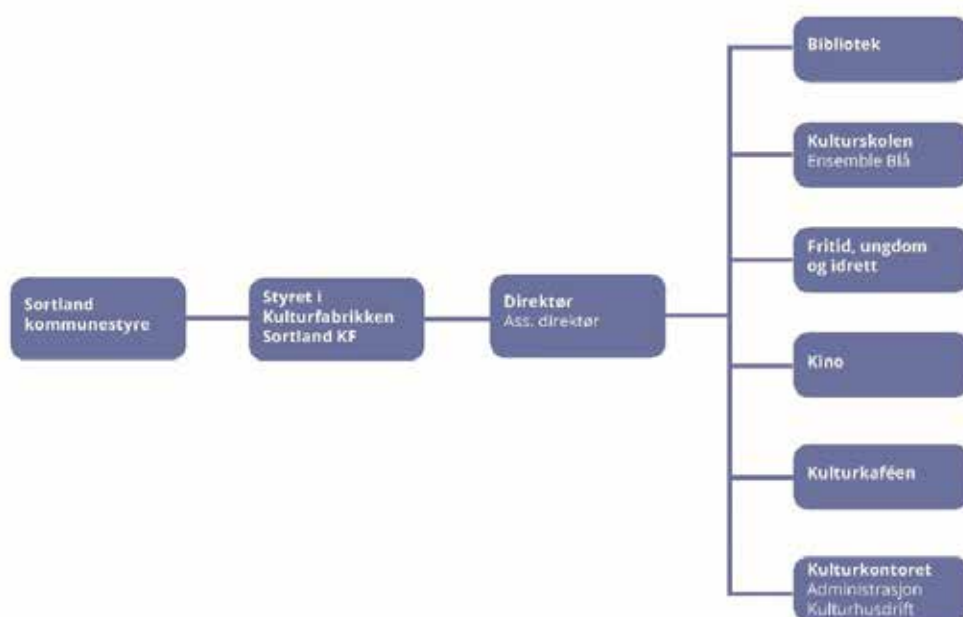 Sortland
kommunestyre
Styret i
Kulturfabrikken
Sortland KF
Direktør
Ass. direktør
Bibliotek
Kulturskolen
Ensemble Blå
Fritid, ungdom
og idrett
Kino
Kulturkaféen
Kulturkontoret
Administrasjon
Kulturhusdrift